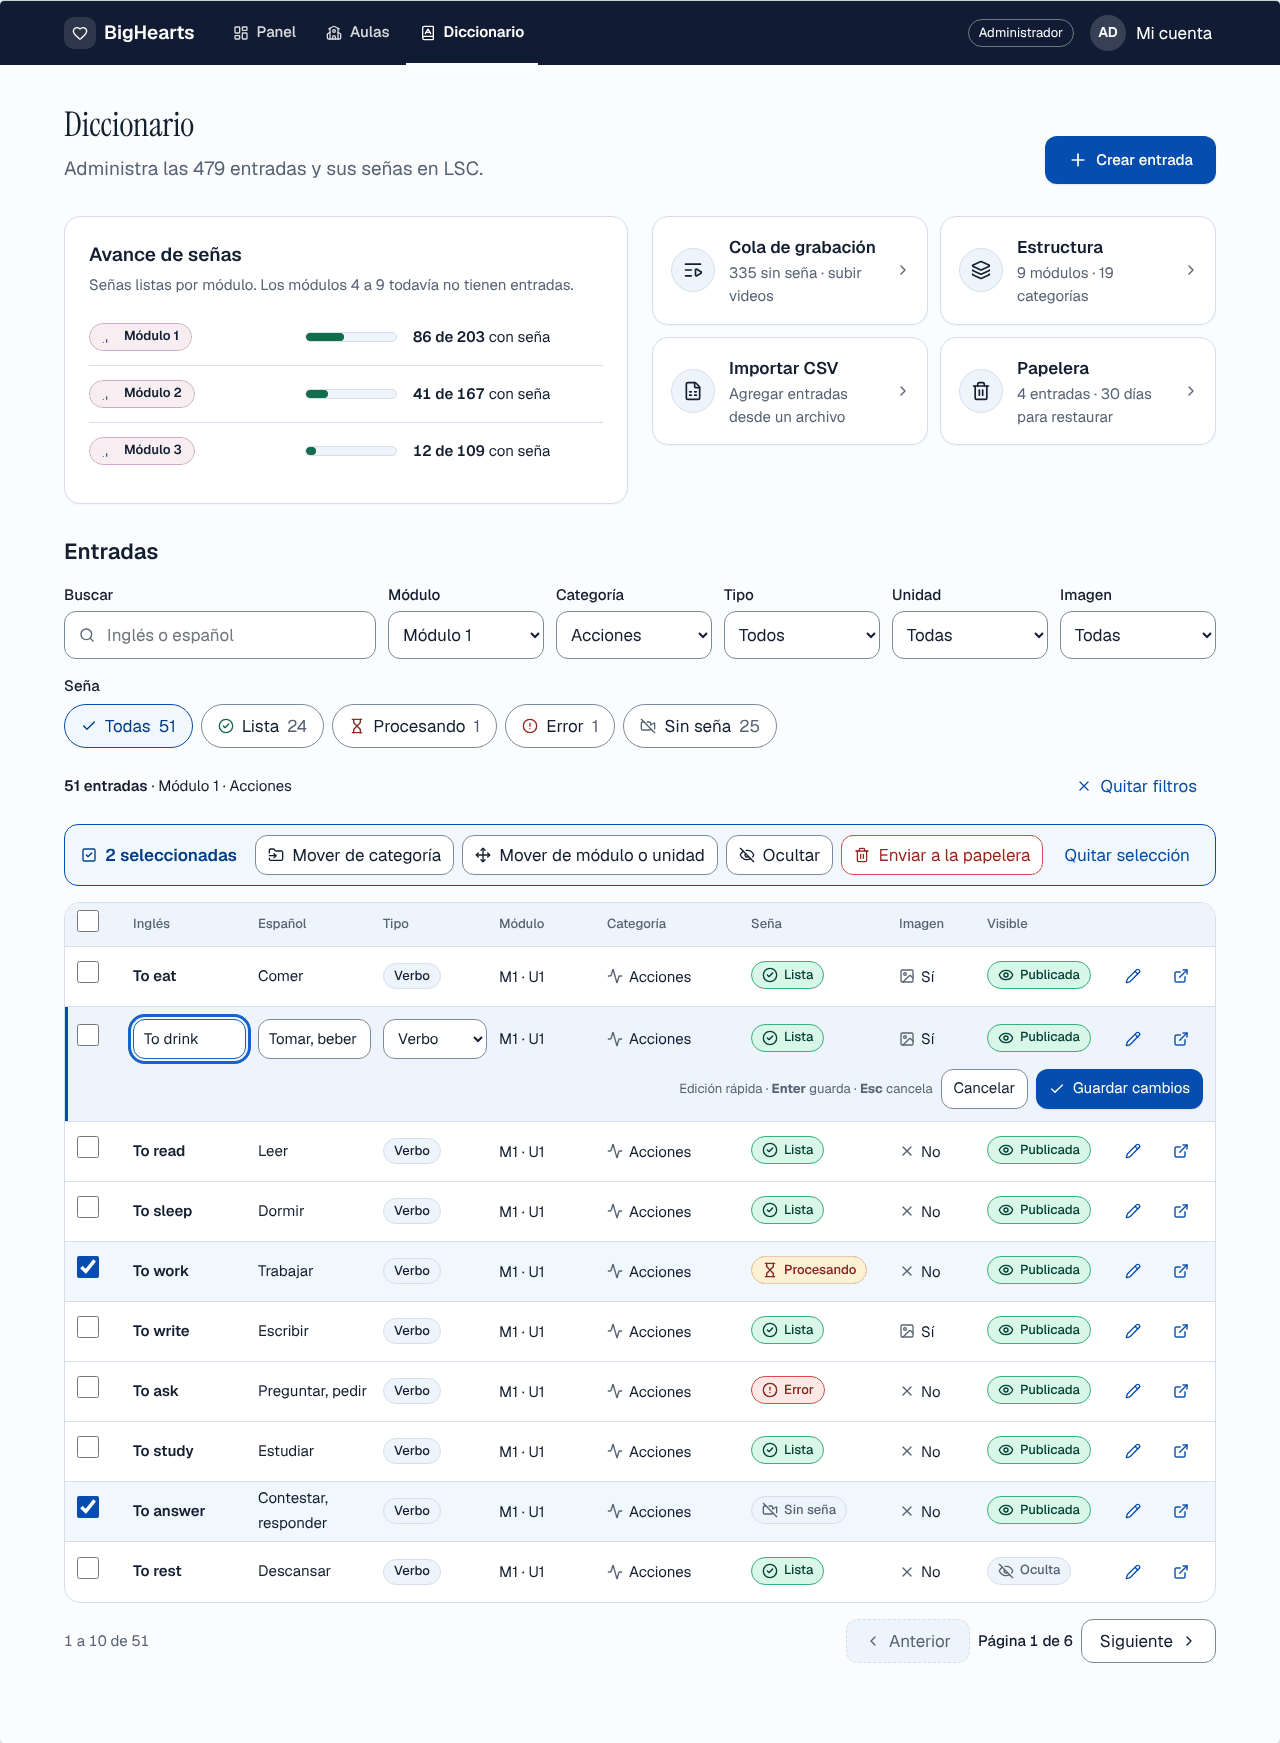 BigHearts Panel Aulas Diccionario Administrador AD Mi cuenta
Diccionario
Administra las 479 entradas y sus señas en LSC.
Crear entrada
Avance de señas
Señas listas por módulo. Los módulos 4 a 9 todavía no tienen entradas.
Módulo 1 86 de 203 con seña
Módulo 2 41 de 167 con seña
Módulo 3 12 de 109 con seña
Cola de grabación
335 sin seña · subir
videos
Estructura
9 módulos · 19
categorías
Importar CSV
Agregar entradas
desde un archivo
Papelera
4 entradas · 30 días
para restaurar
Entradas
Buscar Módulo Categoría Tipo Unidad Imagen
Inglés o español Módulo 1 Acciones Todos Todas Todas
Seña
Todas 51 Lista 24 Procesando 1 Error 1 Sin seña 25
51 entradas · Módulo 1 · Acciones Quitar filtros
2 seleccionadas Mover de categoría Mover de módulo o unidad Ocultar Enviar a la papelera Quitar selección
Inglés Español Tipo Módulo Categoría Seña Imagen Visible
To eat Comer Verbo M1 · U1 Acciones Lista Sí Publicada
To drink Tomar, beber Verbo M1 · U1 Acciones Lista Sí Publicada
Edición rápida · Enter guarda · Esc cancela Cancelar Guardar cambios
To read Leer Verbo M1 · U1 Acciones Lista No Publicada
To sleep Dormir Verbo M1 · U1 Acciones Lista No Publicada
To work Trabajar Verbo M1 · U1 Acciones Procesando No Publicada
To write Escribir Verbo M1 · U1 Acciones Lista Sí Publicada
To ask Preguntar, pedir Verbo M1 · U1 Acciones Error No Publicada
To study Estudiar Verbo M1 · U1 Acciones Lista No Publicada
To answer Contestar, responder Verbo M1 · U1 Acciones Sin seña No Publicada
To rest Descansar Verbo M1 · U1 Acciones Lista No Oculta
1 a 10 de 51 Anterior Página 1 de 6 Siguiente